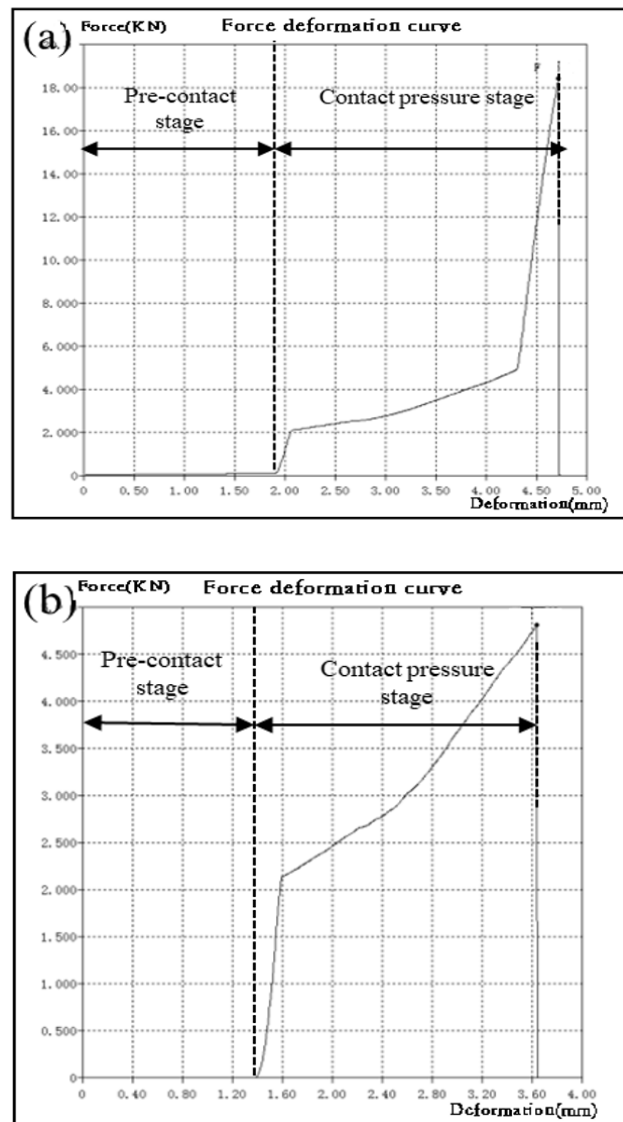 (a)
Force(KN) Force deformation curve
18.00
16.00
14.00
12.00
10.00
8.000
6.000
4.000
2.000
0
Pre-contact
stage
Contact pressure stage
F
0 0.50 1.00 1.50 2.00 2.50 3.00 3.50 4.00 4.50 5.00
Deformation(mm)
(b)
Force(KN) Force deformation curve
4.500
4.000
3.500
3.000
2.500
2.000
1.500
1.000
0.500
0
Pre-contact
stage
Contact pressure
stage
0 0.40 0.80 1.20 1.60 2.00 2.40 2.80 3.20 3.60 4.00
Deformation(mm)